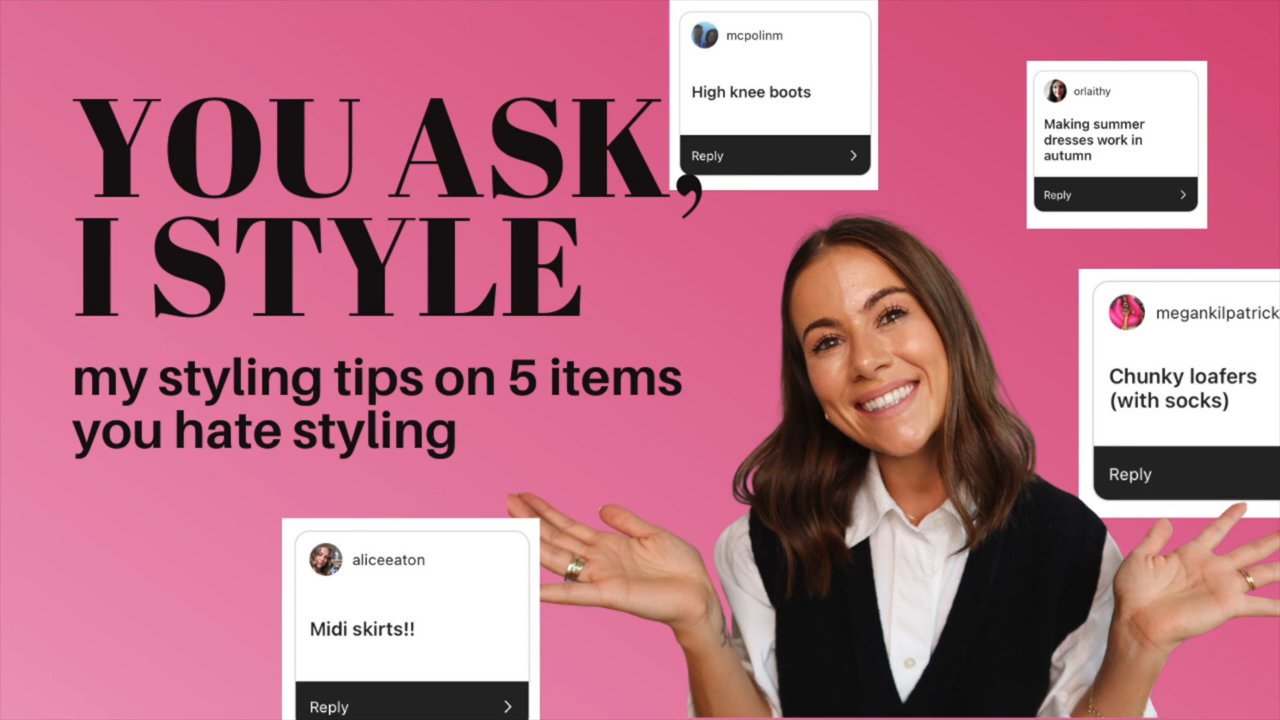 YOU ASK,
I STYLE
my styling tips on 5 items
you hate styling
mcpolinm
High knee boots
Reply
orlaithy
Making summer
dresses work in
autumn
Reply
megankilpatrick
Chunky loafers
(with socks)
Reply
aliceeaton
Midi skirts!!
Reply